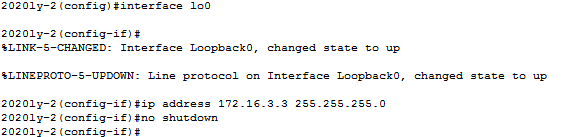 2020ly-2(config)#interface lo0
2020ly-2(config-if)#
%LINK-5-CHANGED: Interface Loopback0, changed state to up
%LINEPROTO-5-UPDOWN: Line protocol on Interface Loopback0, changed state to up
2020ly-2(config-if)#ip address 172.16.3.3 255.255.255.0
2020ly-2(config-if)#no shutdown
2020ly-2(config-if)#